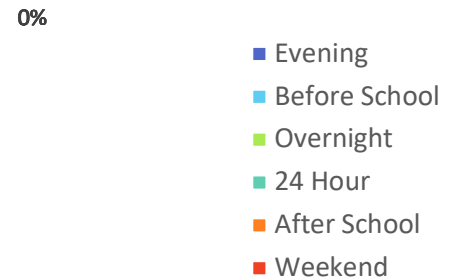 0%
Evening
Before School
Overnight
24 Hour
After School
Weekend